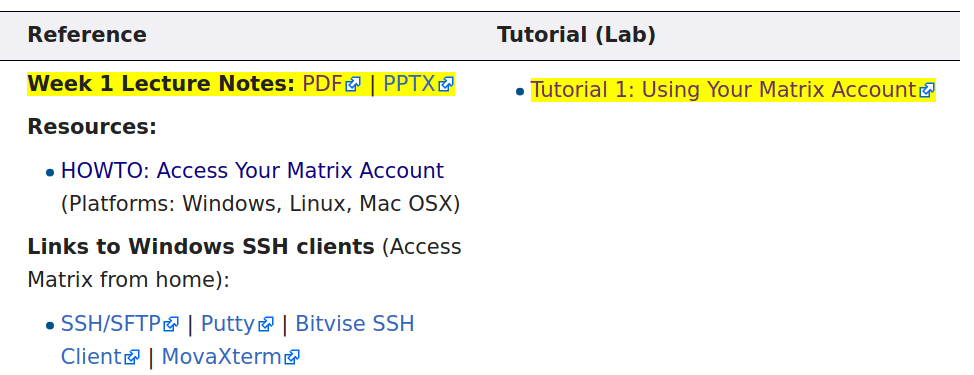 Reference
Tutorial (Lab)
Week 1 Lecture Notes: PDF | PPTX
Resources:
HOWTO: Access Your Matrix Account
(Platforms: Windows, Linux, Mac OSX)
Links to Windows SSH clients (Access
Matrix from home):
SSH/SFTP | Putty | Bitvise SSH
Client | MovaXterm
Tutorial 1: Using Your Matrix Account